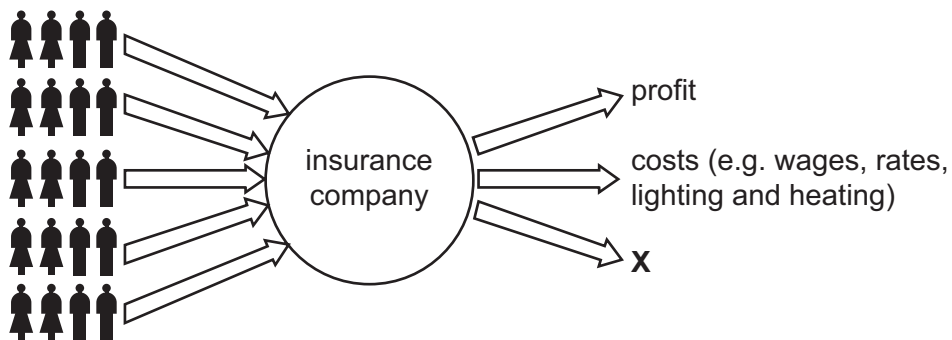 insurance
company
profit
costs (e.g. wages, rates,
lighting and heating)
X